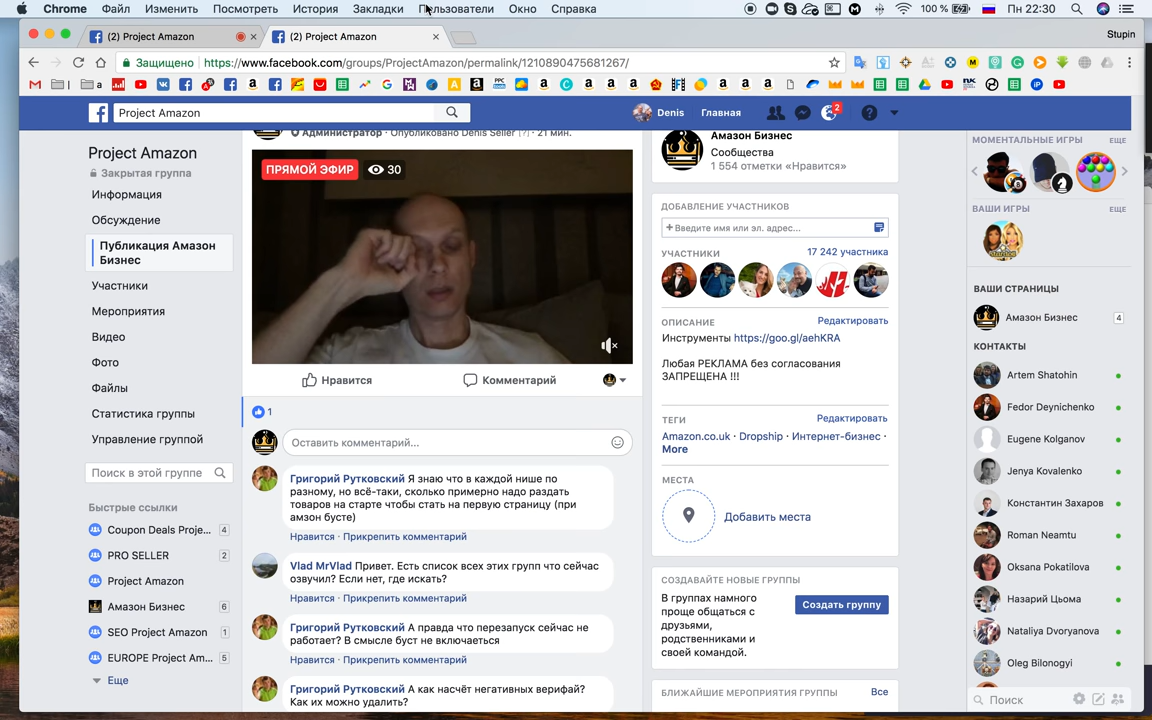 Chrome Файл Изменить Посмотреть История Закладки Пользователи Окно Справка 100 % Пн 22:30
(2) Project Amazon (2) Project Amazon Stupin
Защищено https://www.facebook.com/groups/ProjectAmazon/permalink/1210890475681267/
Project Amazon Denis Главная 2
Project Amazon
Закрытая группа
Информация
Обсуждение
Публикация Амазон
Бизнес
Участники
Мероприятия
Видео
Фото
Файлы
Статистика группы
Управление группой
Поиск в этой группе
Быстрые ссылки
Coupon Deals Proje... 4
PRO SELLER 2
Project Amazon
Амазон Бизнес 6
SEO Project Amazon 1
EUROPE Project Am... 5
Еще
Администратор · Опубликовано Denis Seller [?] · 21 мин.
ПРЯМОЙ ЭФИР 30
Нравится Комментарий
1
Оставить комментарий...
Григорий Рутковский Я знаю что в каждой нише по
разному, но всё-таки, сколько примерно надо раздать
товаров на старте чтобы стать на первую страницу (при
амзон бусте)
Нравится · Прикрепить комментарий
Vlad MrVlad Привет. Есть список всех этих групп что сейчас
озвучил? Если нет, где искать?
Нравится · Прикрепить комментарий
Григорий Рутковский А правда что перезапуск сейчас не
работает? В смысле буст не включаеться
Нравится · Прикрепить комментарий
Григорий Рутковский А как насчёт негативных верифай?
Как их можно удалить?
Амазон Бизнес
Сообщества
1 554 отметки «Нравится»
ДОБАВЛЕНИЕ УЧАСТНИКОВ
+ Введите имя или эл. адрес...
УЧАСТНИКИ 17 242 участника
ОПИСАНИЕ Редактировать
Инструменты https://goo.gl/aehKRA
Любая РЕКЛАМА без согласования
ЗАПРЕЩЕНА !!!
ТЕГИ Редактировать
Amazon.co.uk · Dropship · Интернет-бизнес ·
More
МЕСТА
Добавить места
СОЗДАВАЙТЕ НОВЫЕ ГРУППЫ
В группах намного
проще общаться с
друзьями,
родственниками и
своей командой.
Создать группу
БЛИЖАЙШИЕ МЕРОПРИЯТИЯ ГРУППЫ Все
МОМЕНТАЛЬНЫЕ ИГРЫ ЕЩЕ
ВАШИ ИГРЫ ЕЩЕ
ВАШИ СТРАНИЦЫ
Амазон Бизнес 4
КОНТАКТЫ
Artem Shatohin
Fedor Deynichenko
Eugene Kolganov
Jenya Kovalenko
Константин Захаров
Roman Neamtu
Oksana Pokatilova
Назарий Цьома
Nataliya Dvoryanova
Oleg Bilonogyi
Поиск